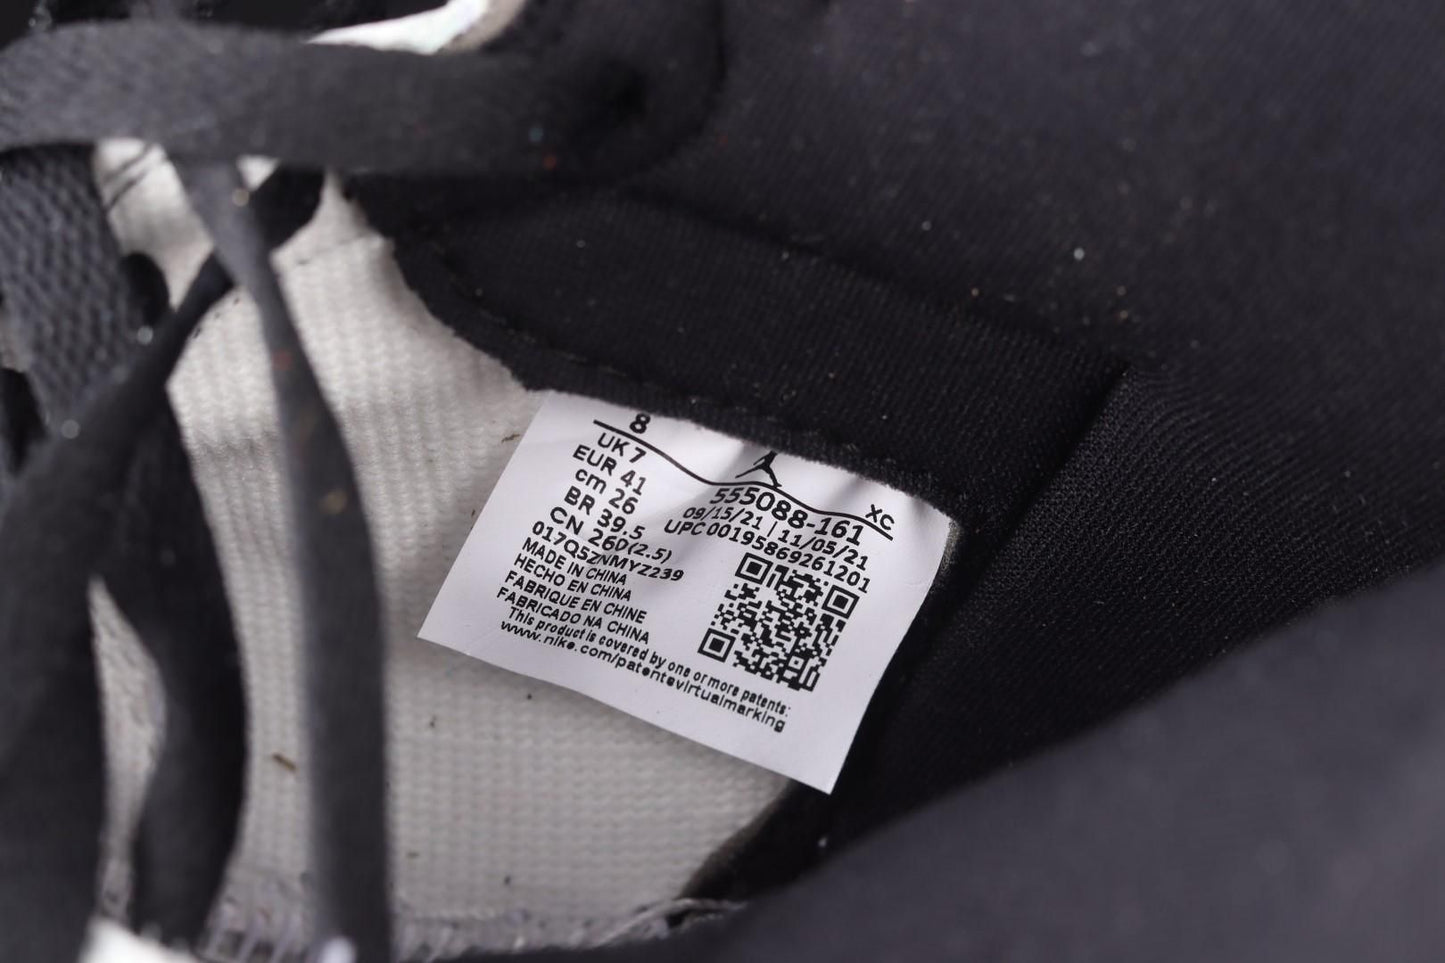 8
UK 7
EUR 41
cm 26
BR 39.5
CN 260(2.5)
017Q5ZNMYZ239
MADE IN CHINA
HECHO EN CHINA
FABRIQUE EN CHINE
FABRICADO NA CHINA
This product is covered by one or more patents:
www.nike.com/patentsvirtualmarking
XC
555088-161
09/15/21 | 11/05/21
UPC 00195869261201